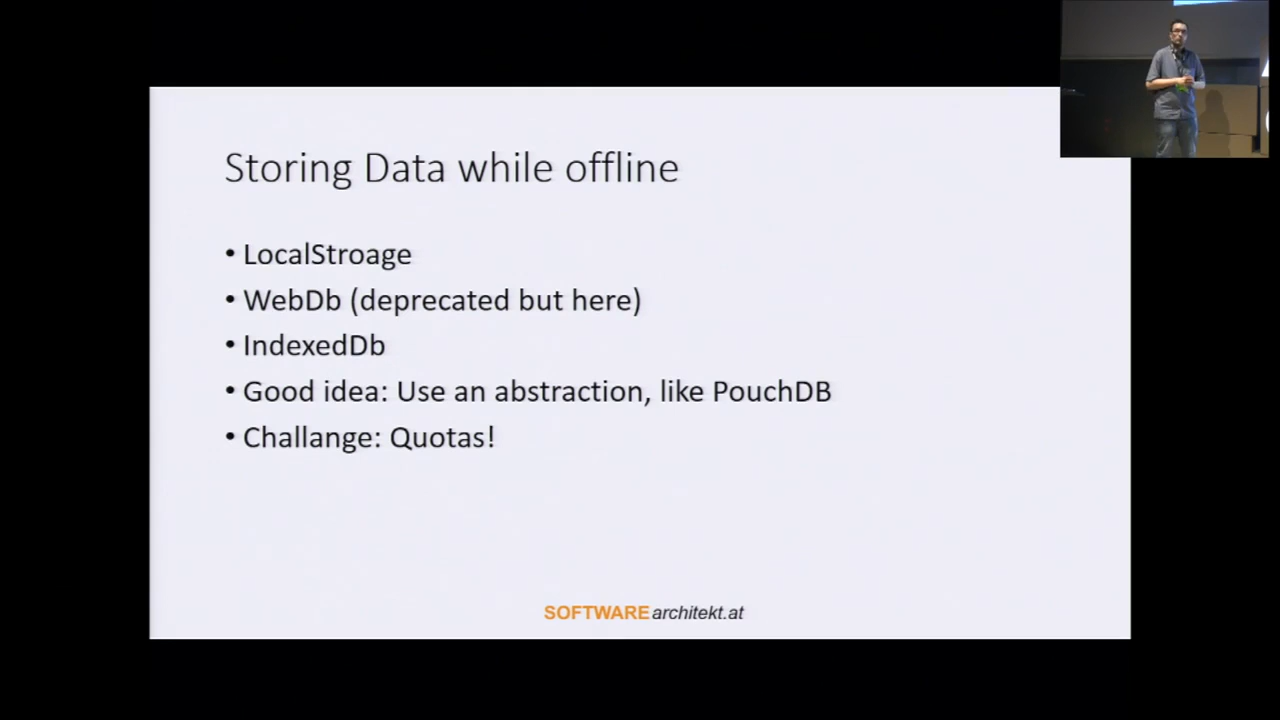 Storing Data while offline
• LocalStroage
• WebDb (deprecated but here)
• IndexedDb
• Good idea: Use an abstraction, like PouchDB
• Challange: Quotas!
SOFTWAREarchitekt.at